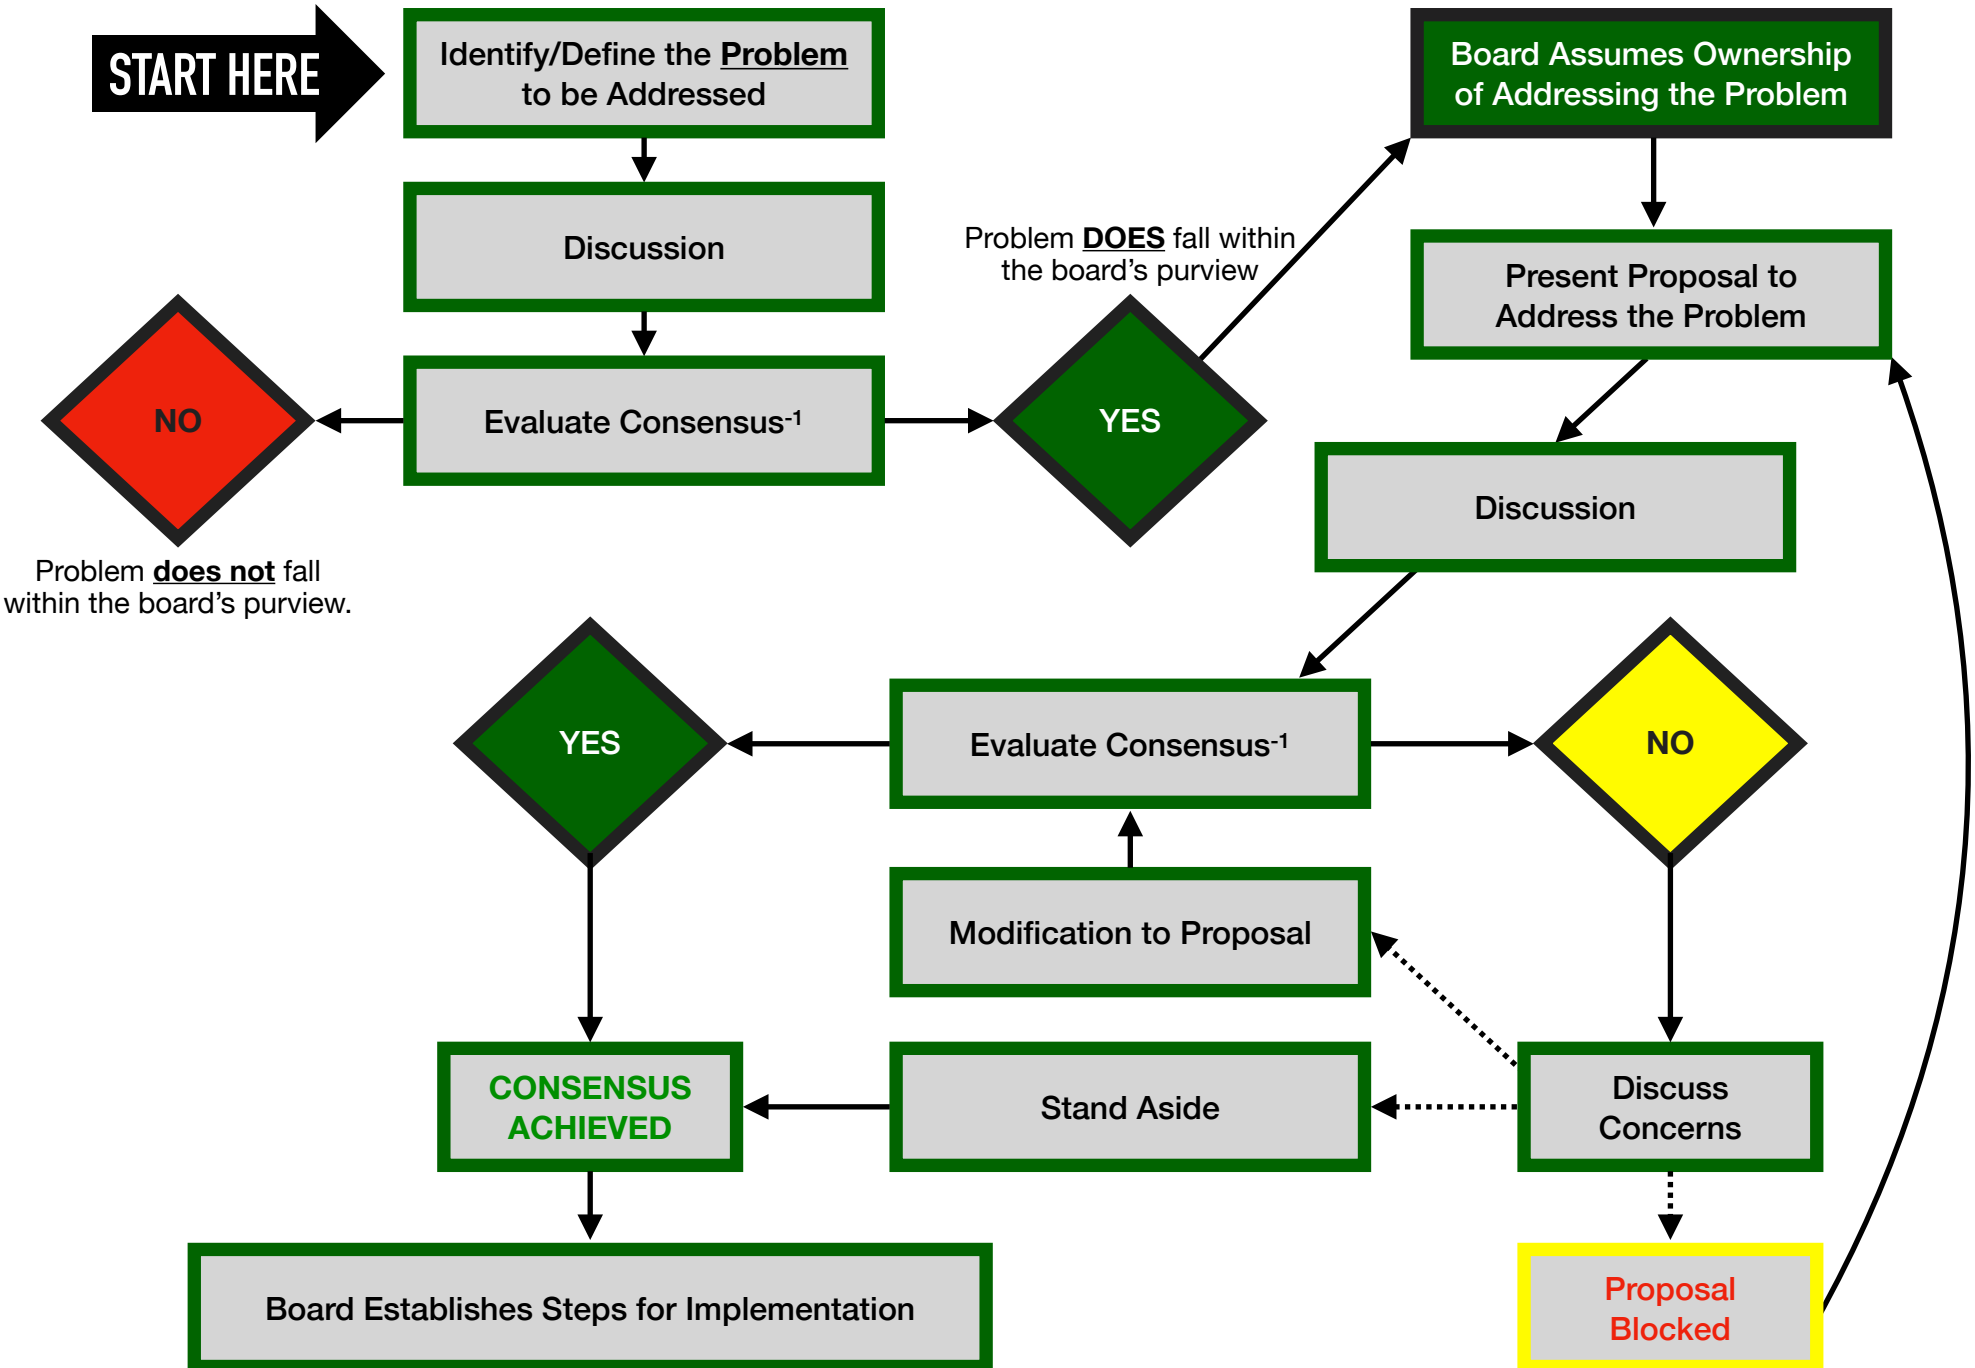 START HERE
Identify/Define the Problem
to be Addressed
Discussion
Evaluate Consensus-1
NO
Problem does not fall
within the board’s purview.
YES
Problem DOES fall within
the board’s purview
Board Assumes Ownership
of Addressing the Problem
Present Proposal to
Address the Problem
Discussion
Evaluate Consensus-1
YES
NO
Modification to Proposal
Discuss
Concerns
Stand Aside
CONSENSUS
ACHIEVED
Proposal
Blocked
Board Establishes Steps for Implementation